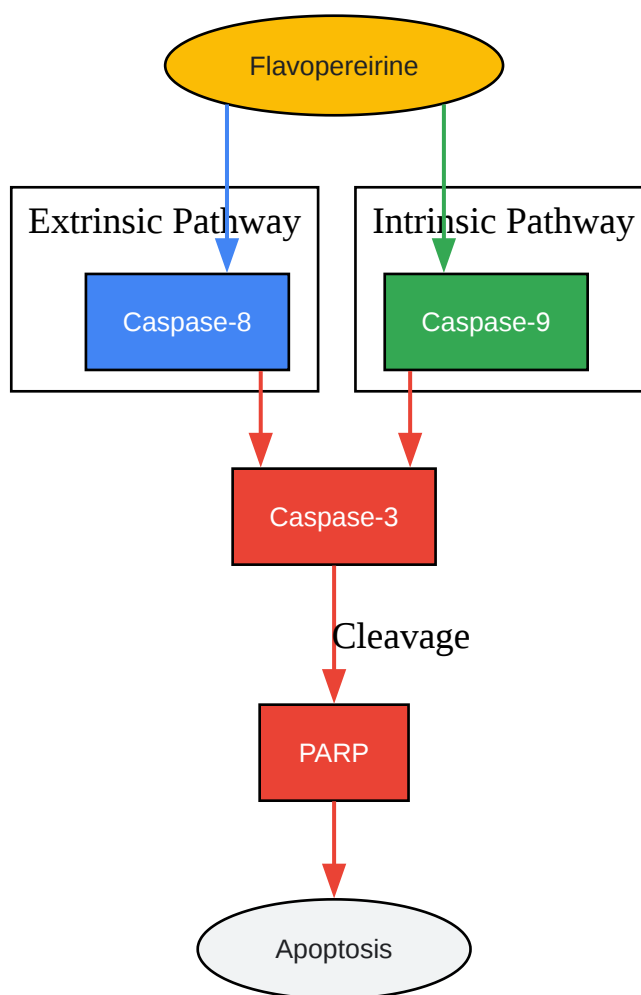 Flavopereirine
Extrinsic Pathway
Intrinsic Pathway
Caspase-8
Caspase-9
Caspase-3
Cleavage
PARP
Apoptosis